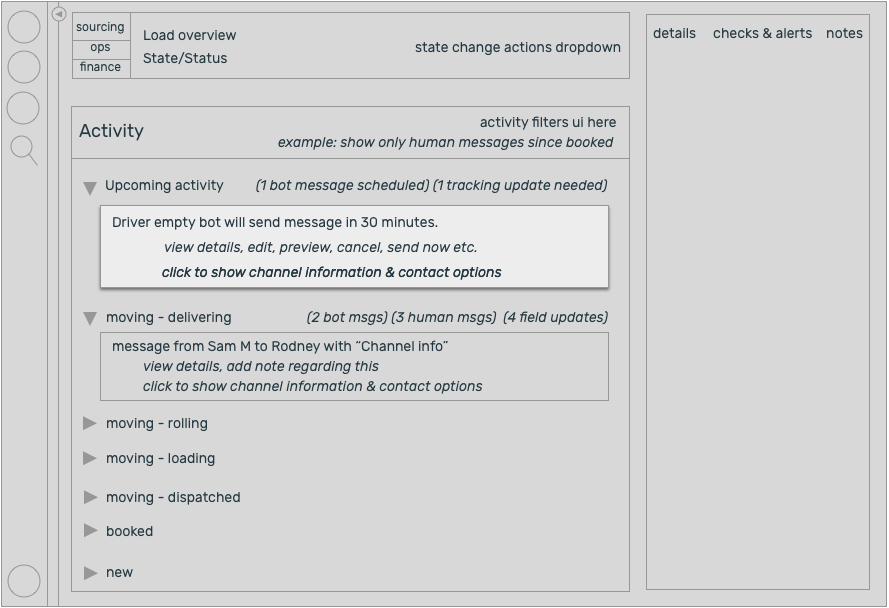 sourcing
ops
finance
Load overview
State/Status
state change actions dropdown
details checks & alerts notes
Activity
activity filters ui here
example: show only human messages since booked
Upcoming activity (1 bot message scheduled) (1 tracking update needed)
Driver empty bot will send message in 30 minutes.
view details, edit, preview, cancel, send now etc.
click to show channel information & contact options
moving - delivering (2 bot msgs) (3 human msgs) (4 field updates)
message from Sam M to Rodney with “Channel info”
view details, add note regarding this
click to show channel information & contact options
moving - rolling
moving - loading
moving - dispatched
booked
new